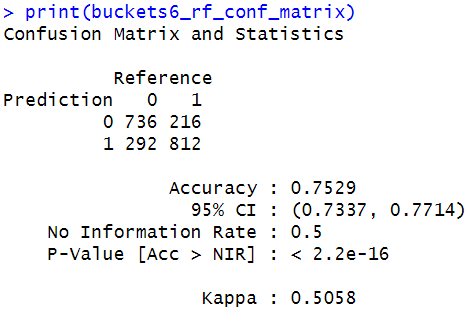 > print(buckets6_rf_conf_matrix)
Confusion Matrix and Statistics
Reference
Prediction 0 1
0 736 216
1 292 812
Accuracy : 0.7529
95% CI : (0.7337, 0.7714)
No Information Rate : 0.5
P-Value [Acc > NIR] : < 2.2e-16
Kappa : 0.5058